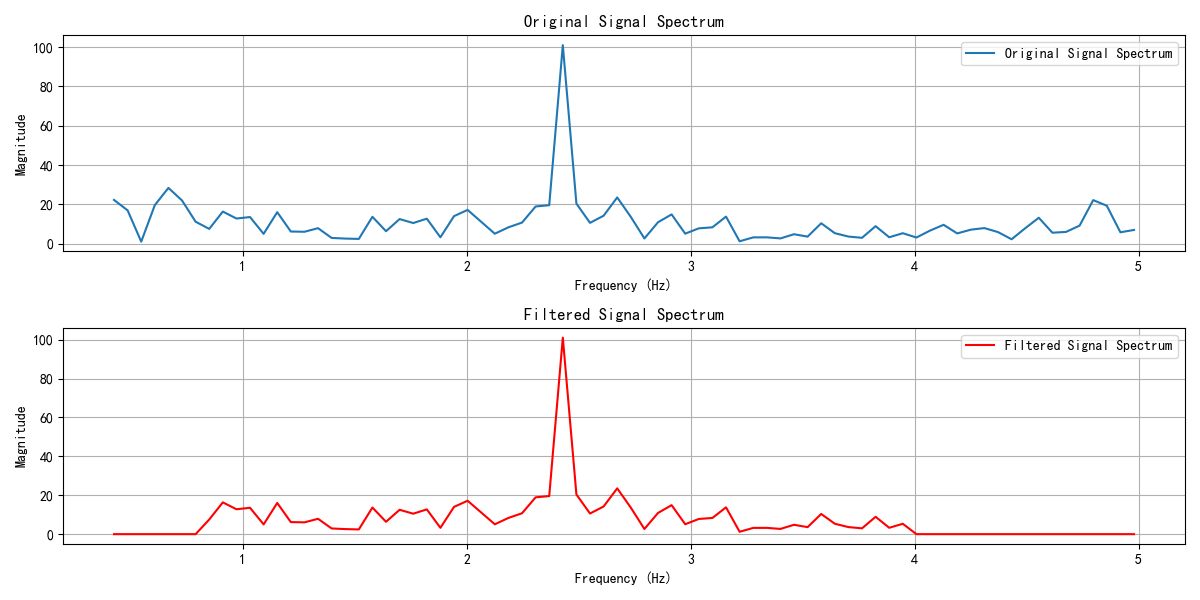 Original Signal Spectrum
Original Signal Spectrum
Magnitude
100
80
60
40
20
0
1
2
3
4
5
Frequency (Hz)
Filtered Signal Spectrum
Filtered Signal Spectrum
Magnitude
100
80
60
40
20
0
1
2
3
4
5
Frequency (Hz)